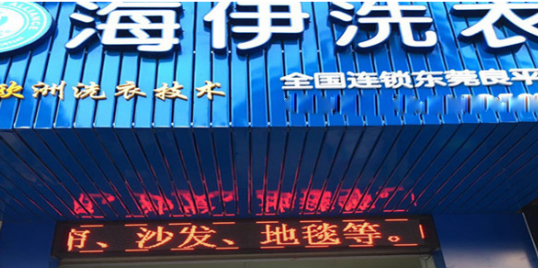 海伊洗衣
欧洲洗衣技术
全国连锁东莞良平
、沙发、地毯等。